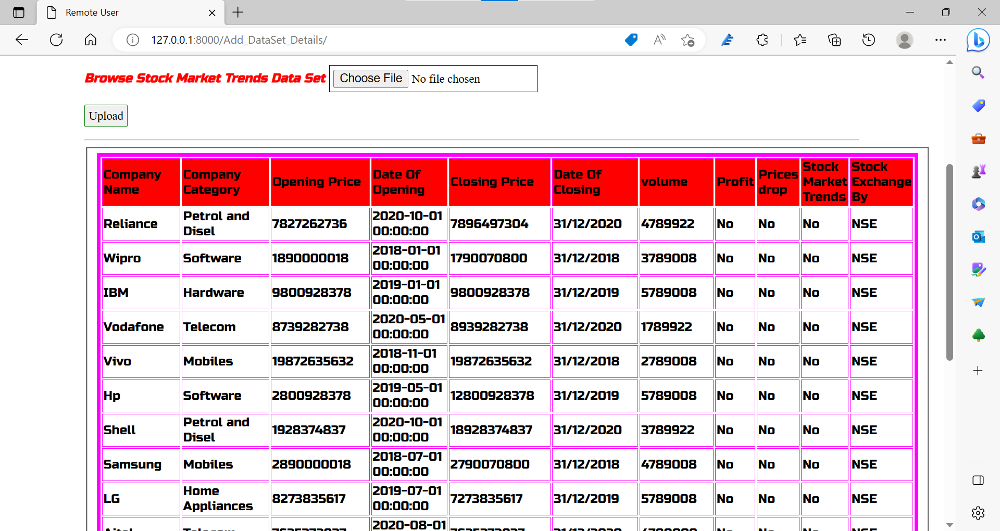 Remote User
127.0.0.1:8000/Add_DataSet_Details/
Browse Stock Market Trends Data Set Choose File No file chosen
Upload
Company Name Company Category Opening Price Date Of Opening Closing Price Date Of Closing volume Profit Prices drop Stock Market Trends Stock Exchange By
Reliance Petrol and Disel 7827262736 2020-10-01 00:00:00 7896497304 31/12/2020 4789922 No No No NSE
Wipro Software 1890000018 2018-01-01 00:00:00 1790070800 31/12/2018 3789008 No No No NSE
IBM Hardware 9800928378 2019-01-01 00:00:00 9800928378 31/12/2019 5789008 No No No NSE
Vodafone Telecom 8739282738 2020-05-01 00:00:00 8939282738 31/12/2020 1789922 No No No NSE
Vivo Mobiles 19872635632 2018-11-01 00:00:00 19872635632 31/12/2018 2789008 No No No NSE
Hp Software 2800928378 2019-05-01 00:00:00 12800928378 31/12/2019 5789008 No No No NSE
Shell Petrol and Disel 1928374837 2020-10-01 00:00:00 18928374837 31/12/2020 3789922 No No No NSE
Samsung Mobiles 2890000018 2018-07-01 00:00:00 2790070800 31/12/2018 4789008 No No No NSE
LG Home Appliances 8273835617 2019-07-01 00:00:00 7273835617 31/12/2019 5789008 No No No NSE
2020-08-01